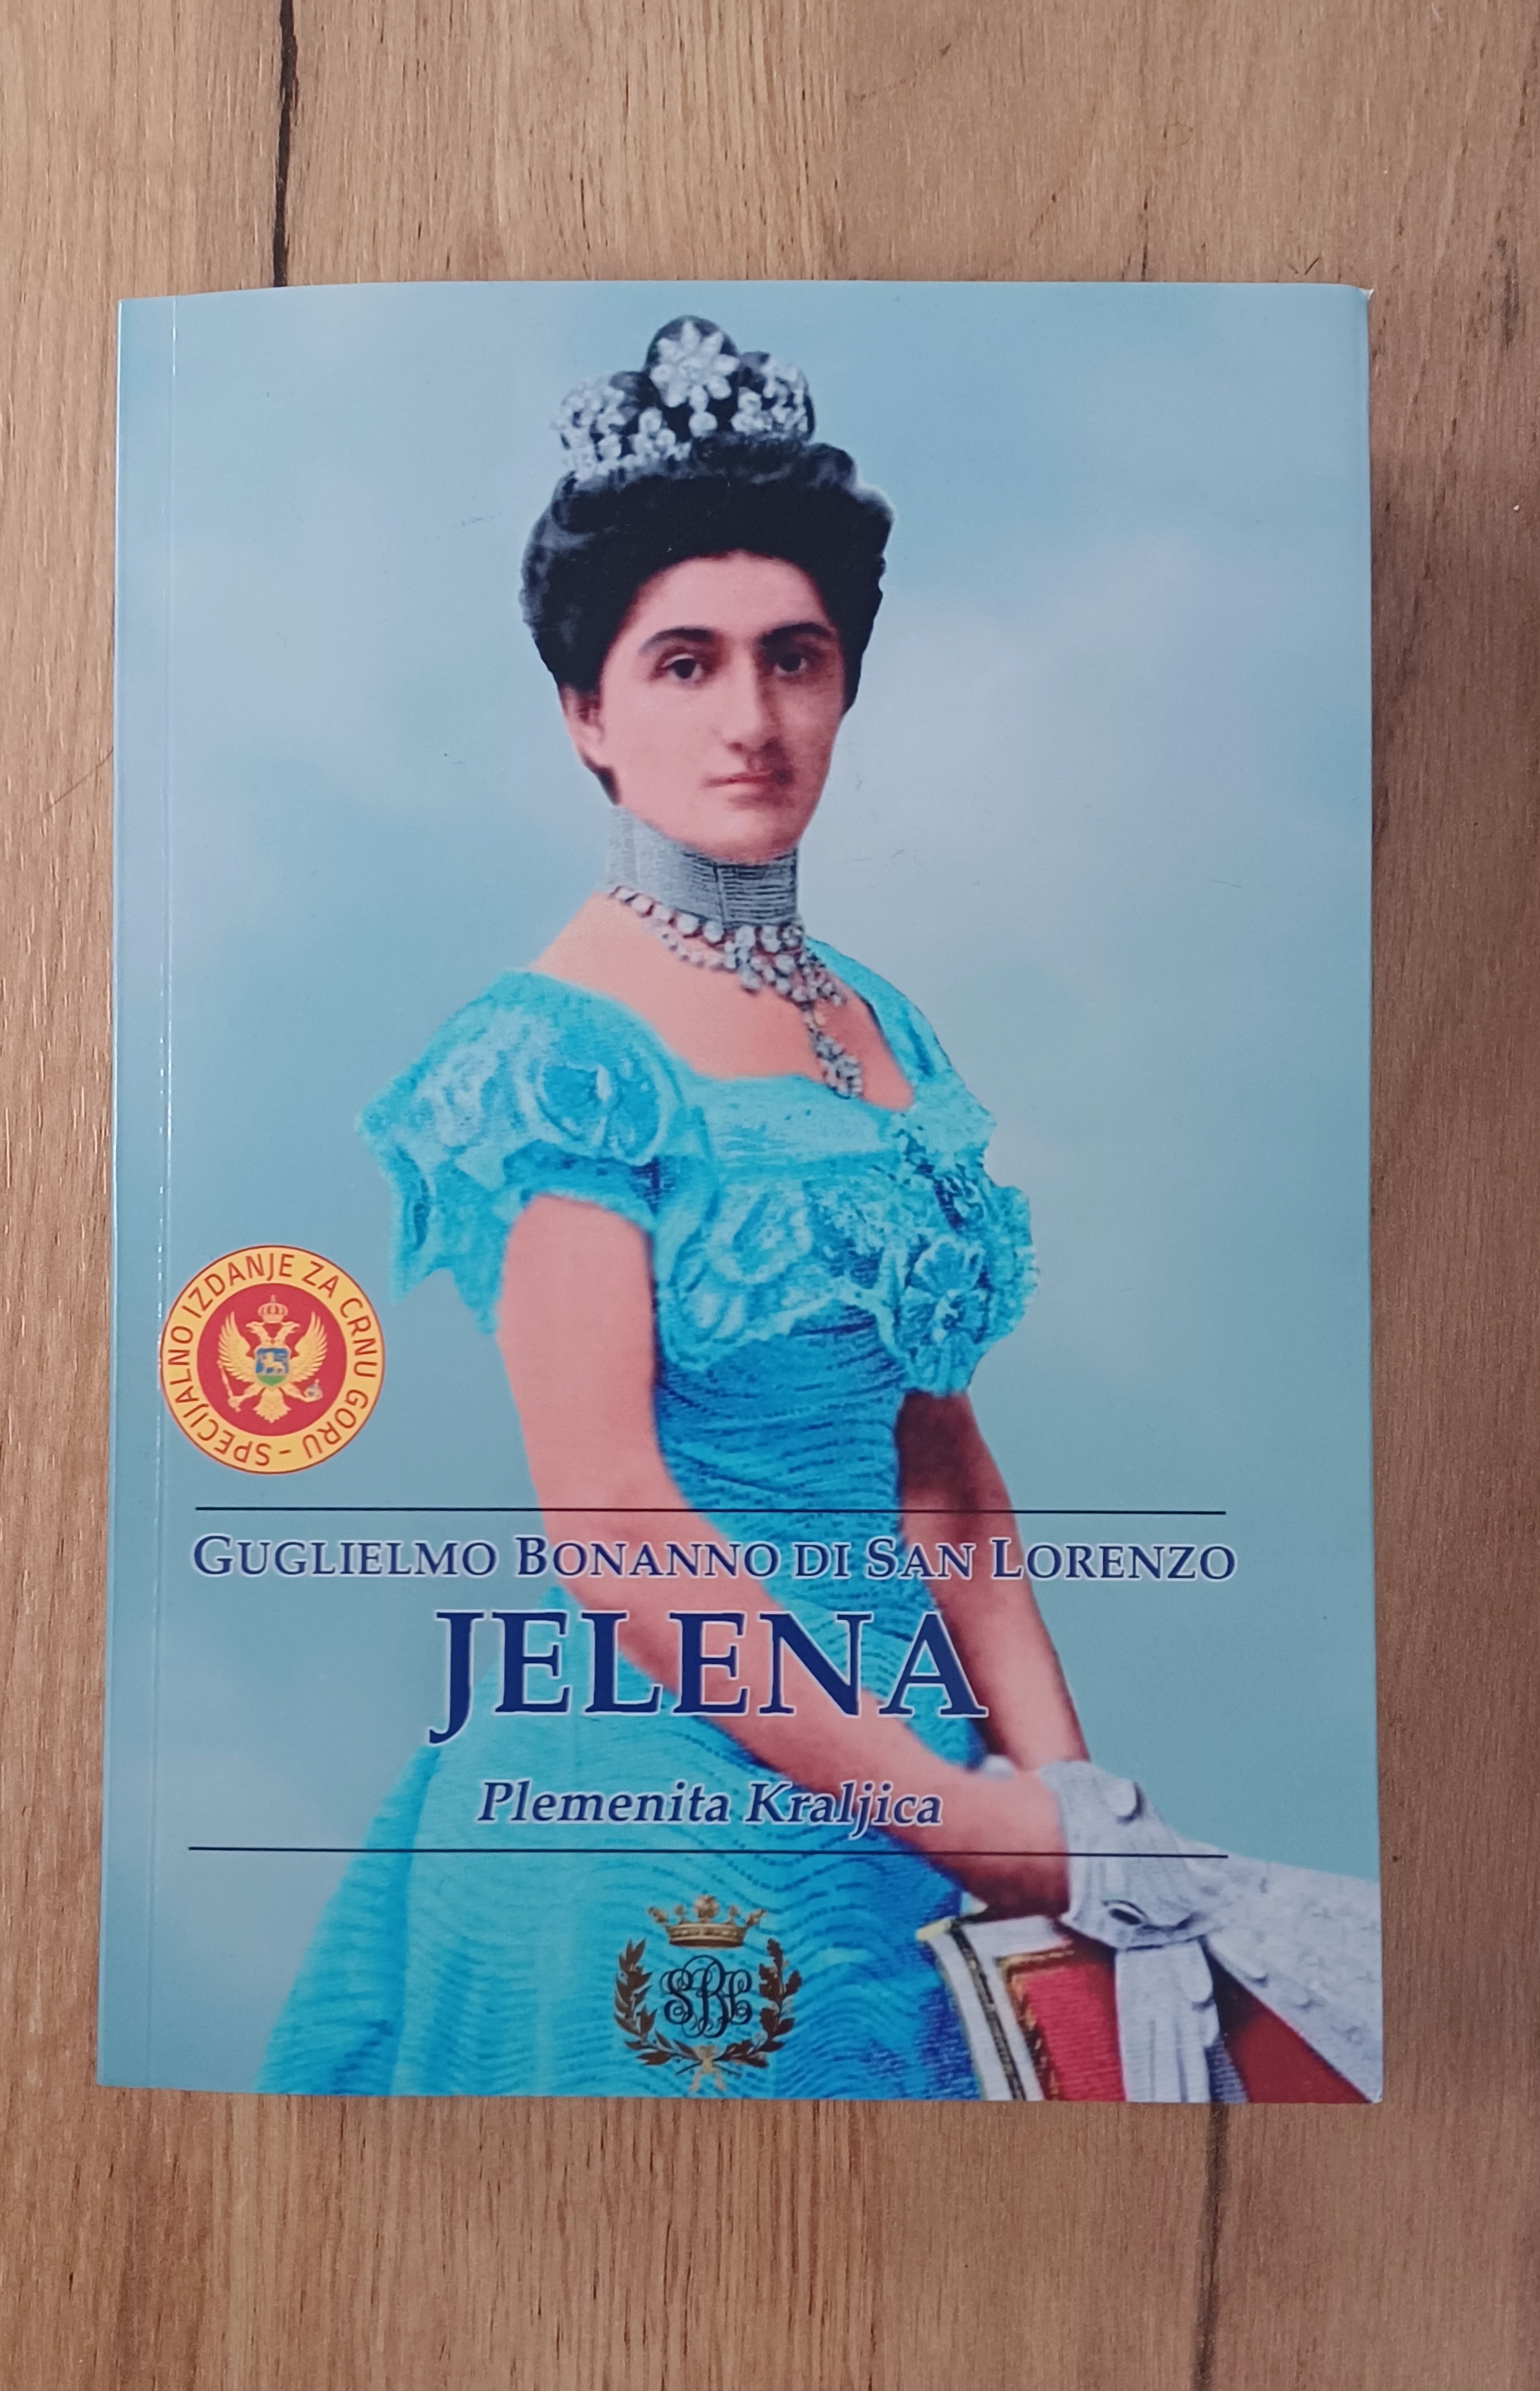 SPECIJALNO IZDANJE ZA CRNU GORU -
GUGLIELMO BONANNO DI SAN LORENZO
JELENA
Plemenita Kraljica